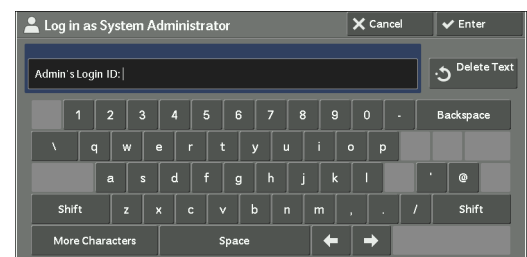 Log in as System Administrator Cancel Enter
Admin's Login ID: Delete Text
1 2 3 4 5 6 7 8 9 0 - Backspace
\ q w e r t y u i o p
a s d f g h j k l ' @
Shift z x c v b n m , . / Shift
More Characters Space